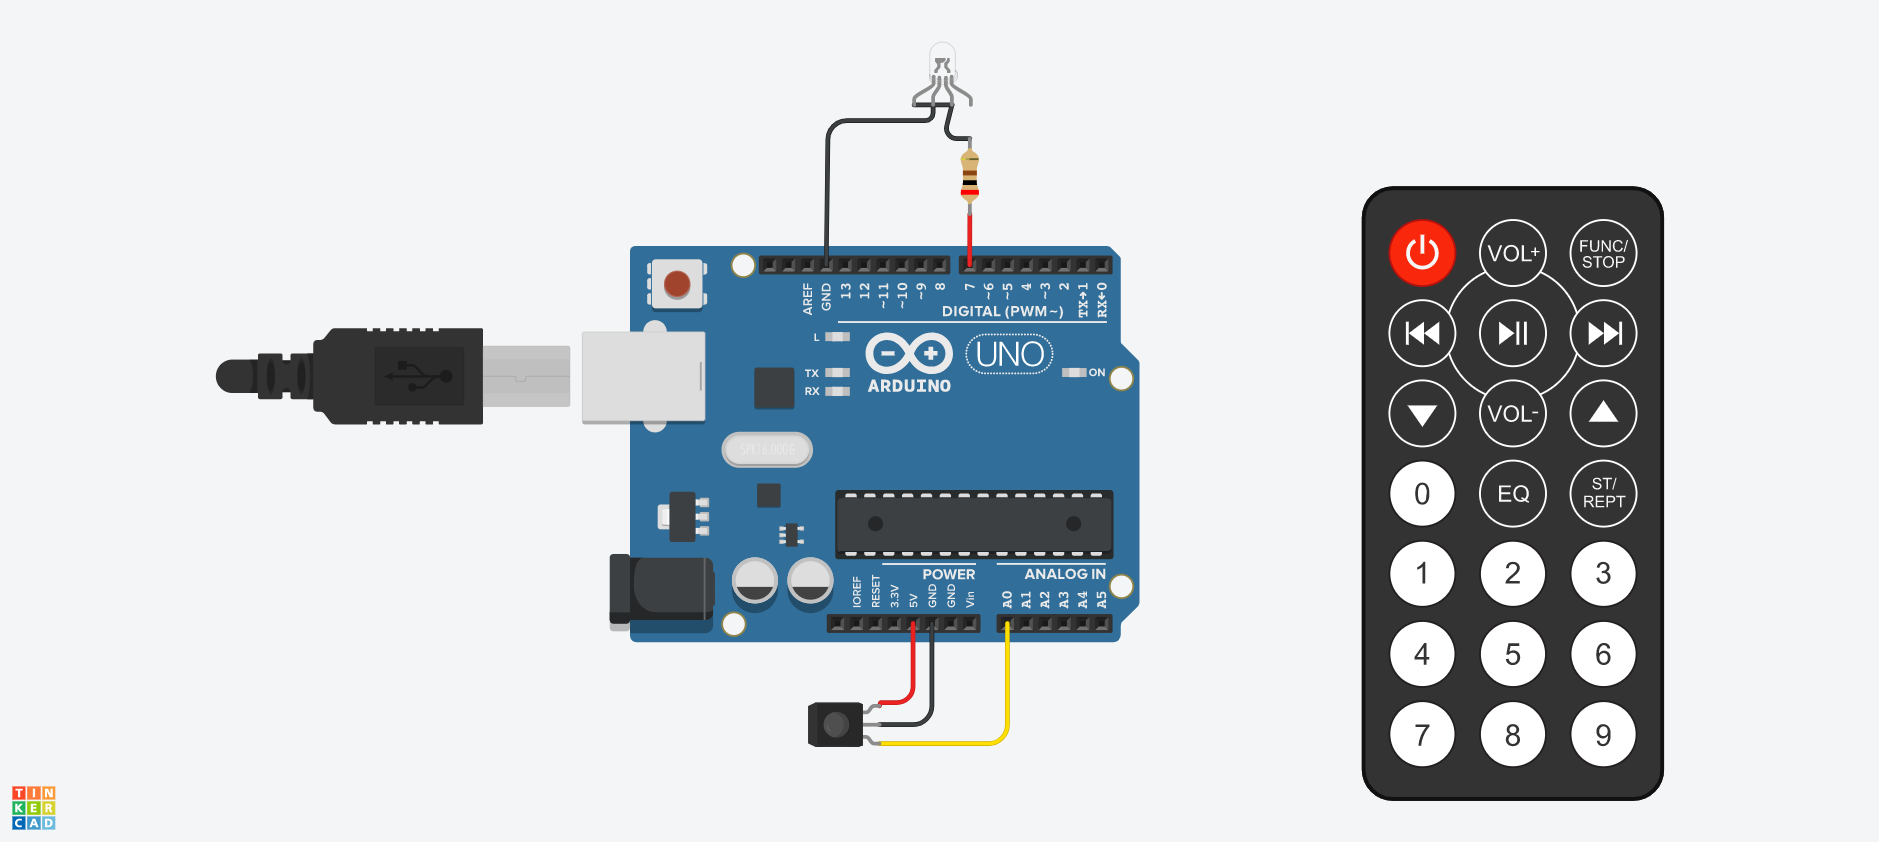 AREF
GND
13
12
~11
~10
~9
8
7
~6
~5
4
~3
2
TX→1
RX←0
DIGITAL (PWM~)
L
TX
RX
UNO
ON
ARDUINO
POWER
ANALOG IN
IOREF
RESET
3.3V
5V
GND
GND
Vin
A0
A1
A2
A3
A4
A5
VOL+
FUNC/
STOP
VOL-
0
EQ
ST/
REPT
1 2 3
4 5 6
7 8 9
TIN
KER
CAD